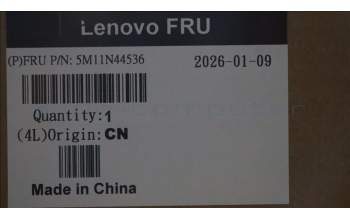 Lenovo FRU
(P)FRU P/N: 5M11N44536
2026-01-09
Quantity:1
(4L)Origin:CN
Made in China